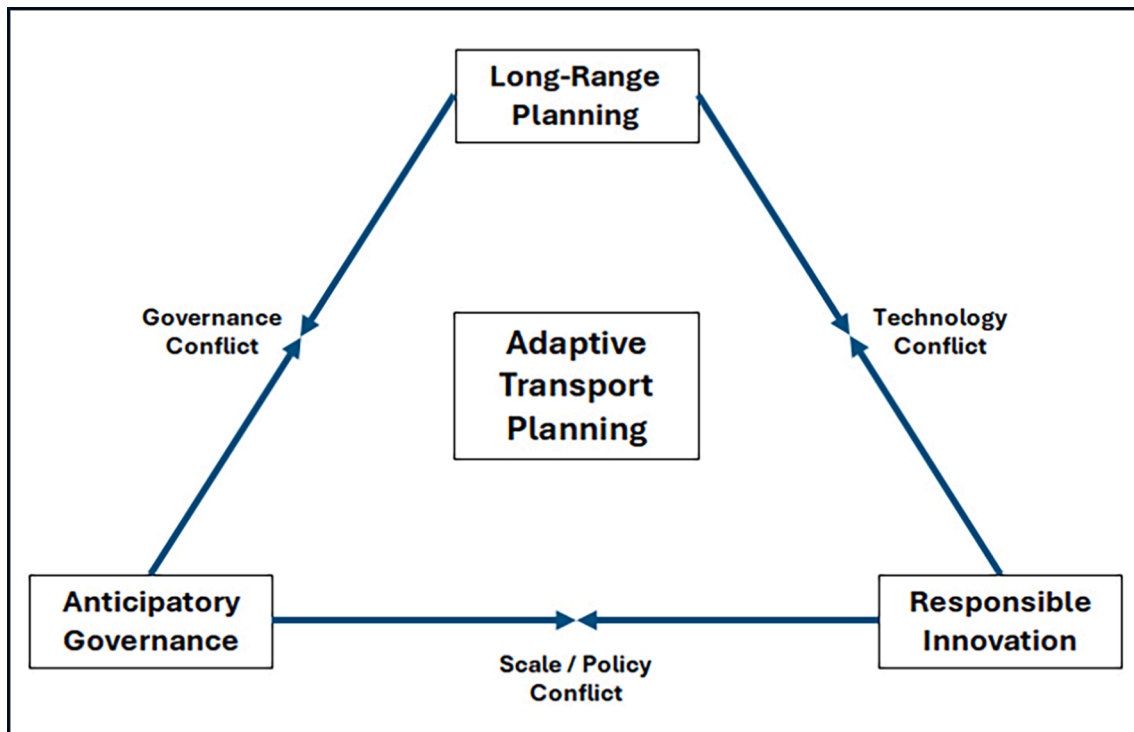 Long-Range
Planning
Governance
Conflict
Adaptive
Transport
Planning
Technology
Conflict
Anticipatory
Governance
Scale / Policy
Conflict
Responsible
Innovation